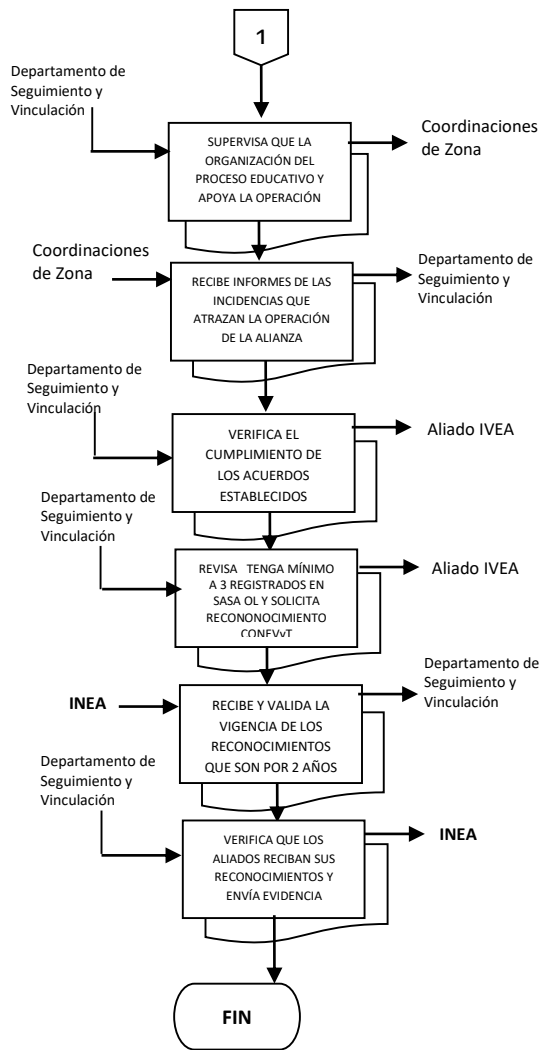 1
Departamento de
Seguimiento y
Vinculación
SUPERVISA QUE LA
ORGANIZACIÓN DEL
PROCESO EDUCATIVO Y
APOYA LA OPERACIÓN
Coordinaciones
de Zona
Coordinaciones
de Zona
RECIBE INFORMES DE LAS
INCIDENCIAS QUE
ATRAZAN LA OPERACIÓN
DE LA ALIANZA
Departamento de
Seguimiento y
Vinculación
Departamento de
Seguimiento y
Vinculación
VERIFICA EL
CUMPLIMIENTO DE
LOS ACUERDOS
ESTABLECIDOS
Aliado IVEA
Departamento de
Seguimiento y
Vinculación
REVISA TENGA MÍNIMO
A 3 REGISTRADOS EN
SASA OL Y SOLICITA
RECONONOCIMIENTO
CONEVyT
Aliado IVEA
INEA
RECIBE Y VALIDA LA
VIGENCIA DE LOS
RECONOCIMIENTOS
QUE SON POR 2 AÑOS
Departamento de
Seguimiento y
Vinculación
Departamento de
Seguimiento y
Vinculación
VERIFICA QUE LOS
ALIADOS RECIBAN SUS
RECONOCIMIENTOS Y
ENVÍA EVIDENCIA
INEA
FIN